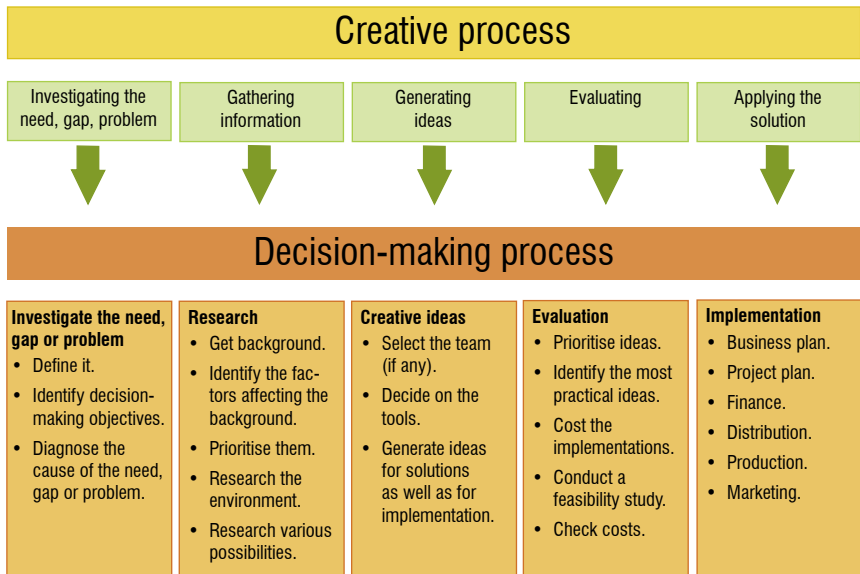 Creative process
Investigating the
need, gap, problem
Gathering
information
Generating
ideas
Evaluating
Applying the
solution
Decision-making process
Investigate the need,
gap or problem
• Define it.
• Identify decision-
making objectives.
• Diagnose the
cause of the need,
gap or problem.
Research
• Get background.
• Identify the fac-
tors affecting the
background.
• Prioritise them.
• Research the
environment.
• Research various
possibilities.
Creative ideas
• Select the team
(if any).
• Decide on the
tools.
• Generate ideas
for solutions
as well as for
implementation.
Evaluation
• Prioritise ideas.
• Identify the most
practical ideas.
• Cost the
implementations.
• Conduct a
feasibility study.
• Check costs.
Implementation
• Business plan.
• Project plan.
• Finance.
• Distribution.
• Production.
• Marketing.